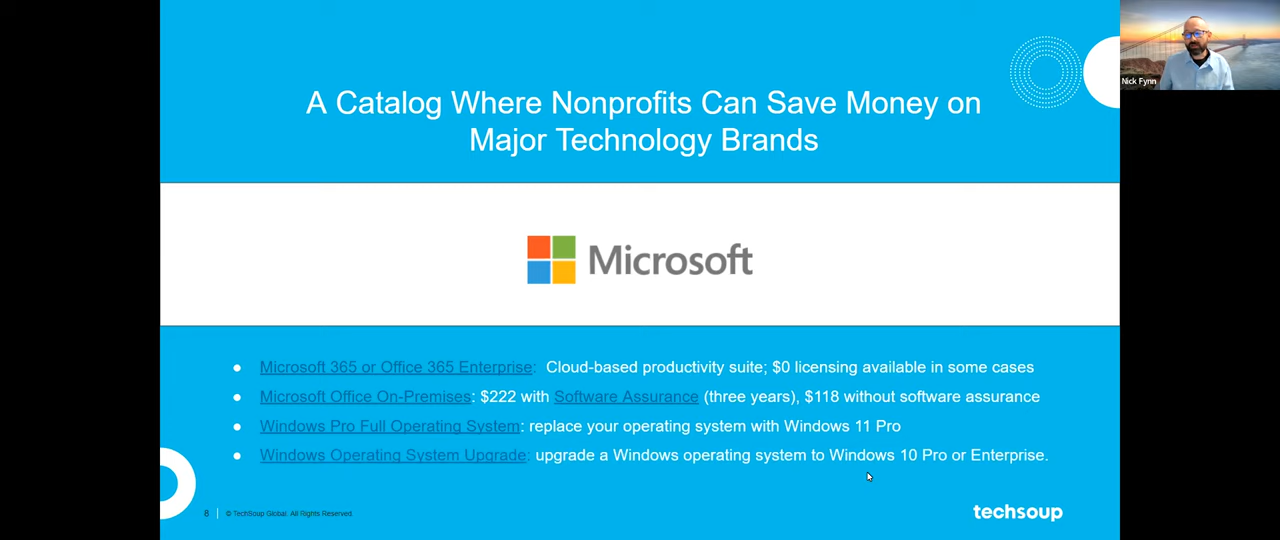 A Catalog Where Nonprofits Can Save Money on
Major Technology Brands
Nick Fynn
Microsoft
● Microsoft 365 or Office 365 Enterprise: Cloud-based productivity suite; $0 licensing available in some cases
● Microsoft Office On-Premises: $222 with Software Assurance (three years), $118 without software assurance
● Windows Pro Full Operating System: replace your operating system with Windows 11 Pro
● Windows Operating System Upgrade: upgrade a Windows operating system to Windows 10 Pro or Enterprise.
8 | © TechSoup Global. All Rights Reserved.
techsoup